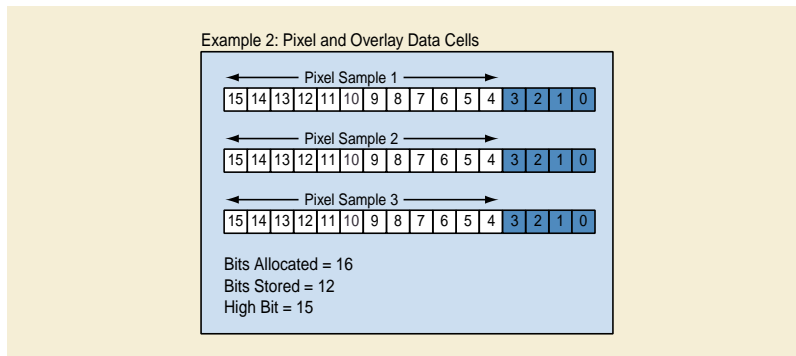 Example 2: Pixel and Overlay Data Cells
Pixel Sample 1
15 14 13 12 11 10 9 8 7 6 5 4 3 2 1 0
Pixel Sample 2
15 14 13 12 11 10 9 8 7 6 5 4 3 2 1 0
Pixel Sample 3
15 14 13 12 11 10 9 8 7 6 5 4 3 2 1 0
Bits Allocated = 16
Bits Stored = 12
High Bit = 15